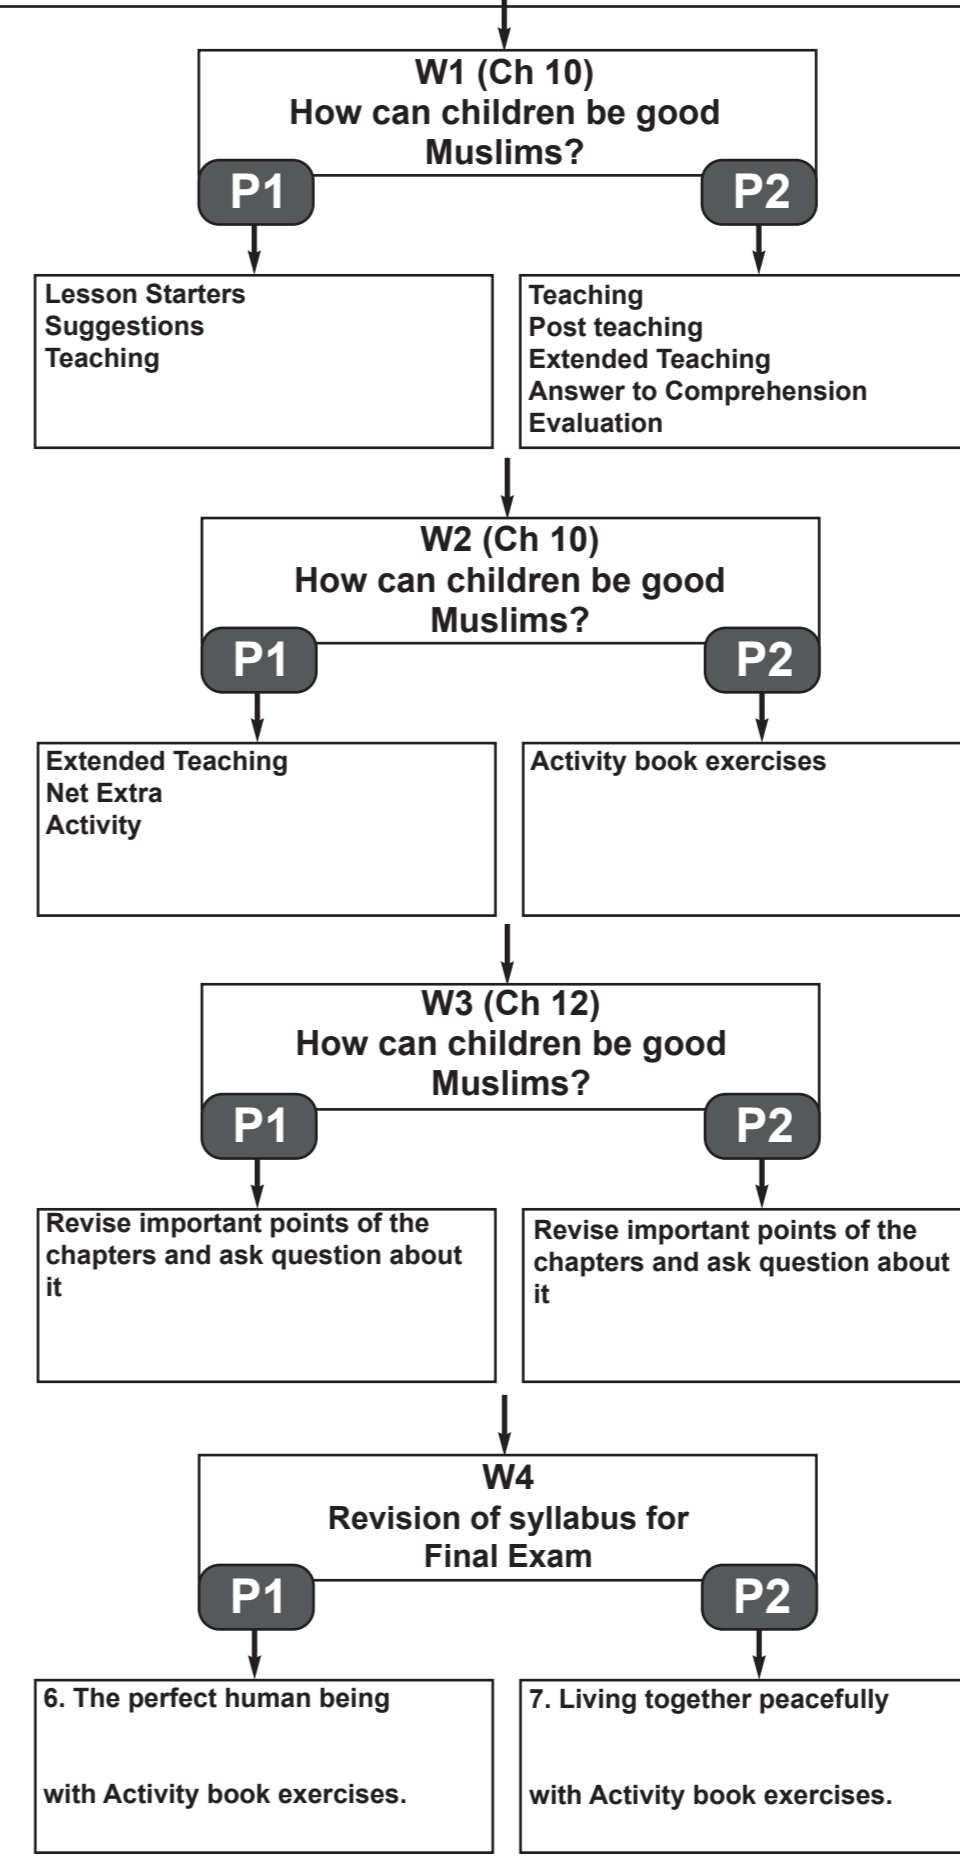 W1 (Ch 10)
How can children be good
Muslims?
P1
P2
Lesson Starters
Suggestions
Teaching
Teaching
Post teaching
Extended Teaching
Answer to Comprehension
Evaluation
W2 (Ch 10)
How can children be good
Muslims?
P1
P2
Extended Teaching
Net Extra
Activity
Activity book exercises
W3 (Ch 12)
How can children be good
Muslims?
P1
P2
Revise important points of the
chapters and ask question about
it
Revise important points of the
chapters and ask question about
it
W4
Revision of syllabus for
Final Exam
P1
P2
6. The perfect human being
with Activity book exercises.
7. Living together peacefully
with Activity book exercises.